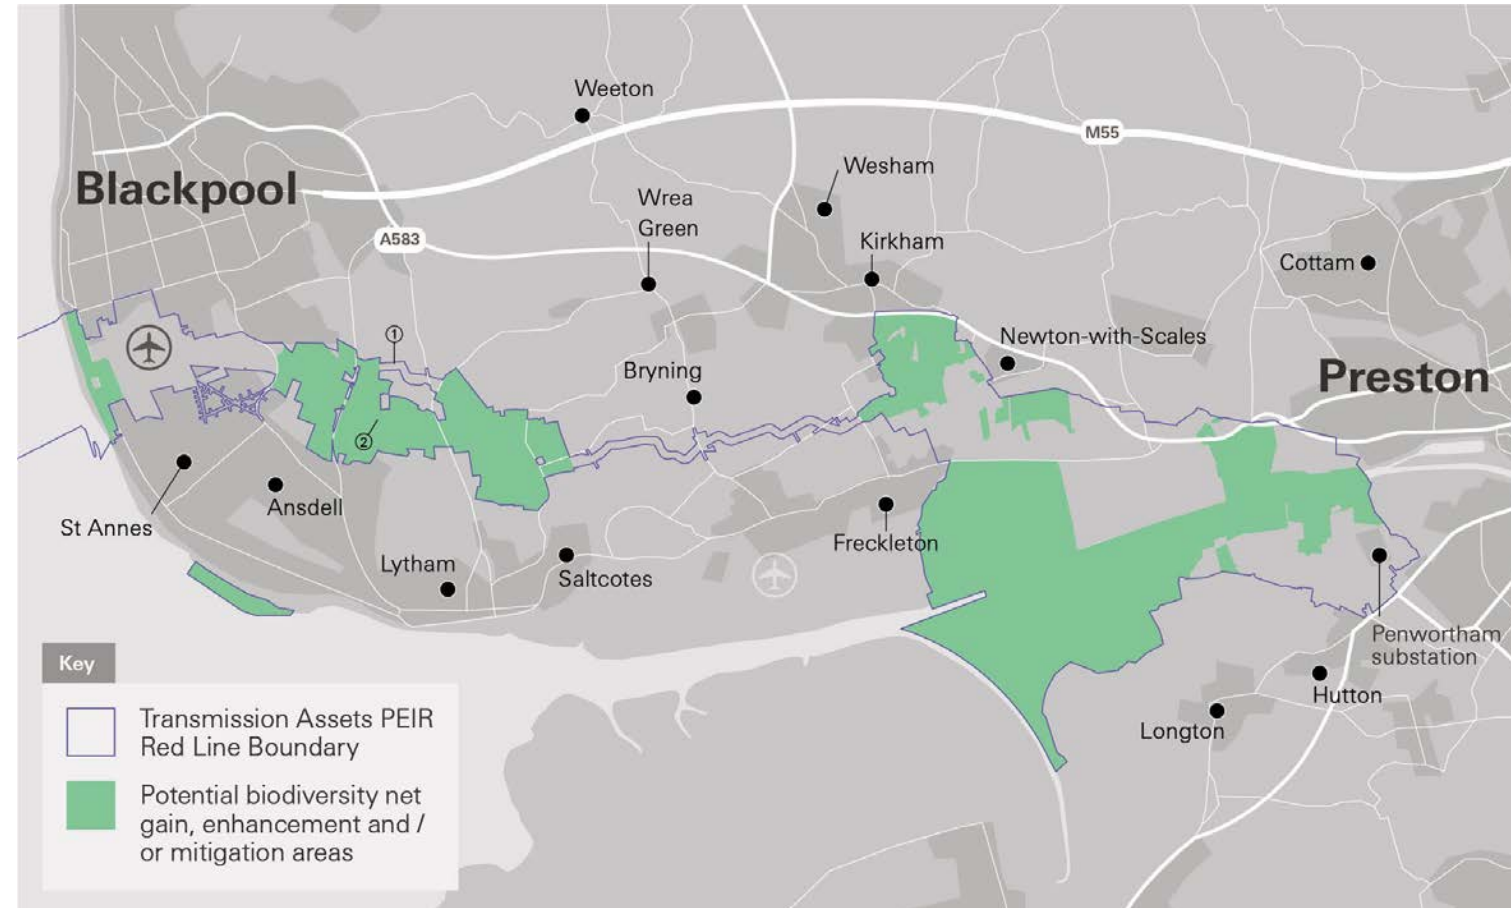 Weeton
M55
Wesham
Blackpool
Wrea
Green
A583
Kirkham
Cottam
1
Newton-with-Scales
Bryning
Preston
2
St Annes
Ansdell
Lytham
Saltcotes
Freckleton
Penwortham
substation
Hutton
Longton
Key
Transmission Assets PEIR
Red Line Boundary
Potential biodiversity net
gain, enhancement and /
or mitigation areas